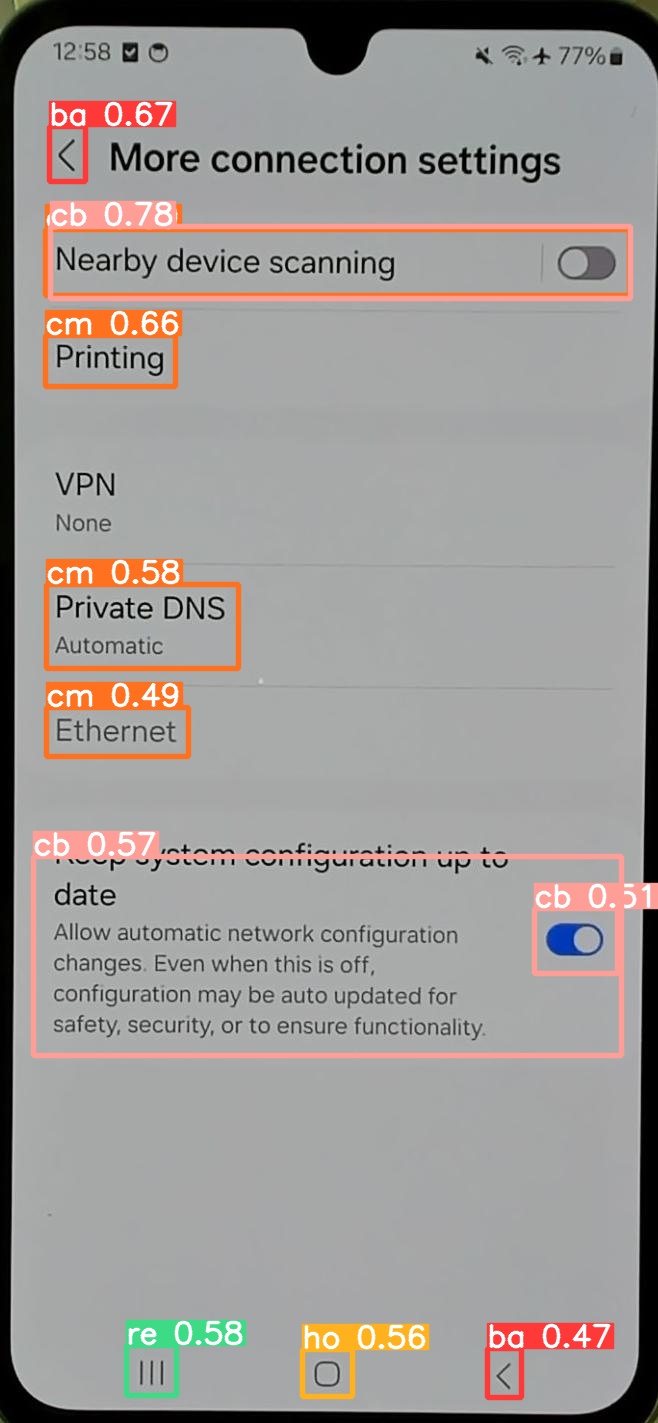 12:58 77%
ba 0.67
More connection settings
cb 0.78
Nearby device scanning
cm 0.66
Printing
VPN
None
cm 0.58
Private DNS
Automatic
cm 0.49
Ethernet
cb 0.57
system configuration up to
cb 0.51
date
Allow automatic network configuration
changes. Even when this is off,
configuration may be auto updated for
safety, security, or to ensure functionality.
re 0.58
ho 0.56
ba 0.47